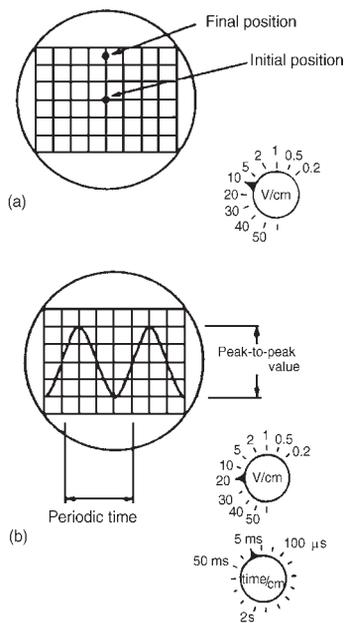 Final position
Initial position
(a)
50
40
30
20
10
5
2
1
0.5
0.2
V/cm
Peak-to-peak
value
Periodic time
50
40
30
20
10
5
2
1
0.5
0.2
V/cm
(b)
50 ms
5 ms
100 µs
time/cm
2s